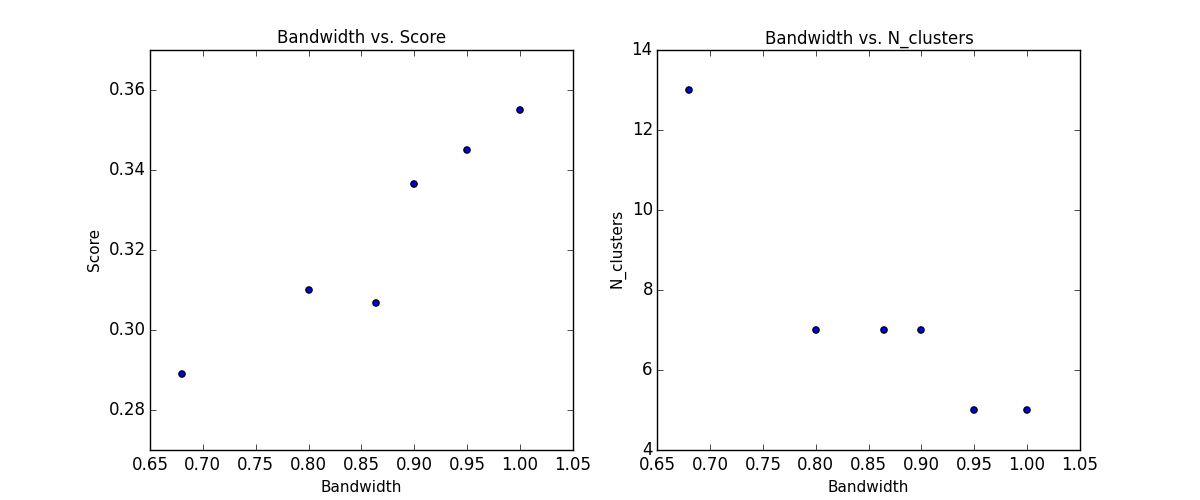 Bandwidth vs. Score
0.36
0.34
0.32
0.30
0.28
Score
0.65 0.70 0.75 0.80 0.85 0.90 0.95 1.00 1.05
Bandwidth
Bandwidth vs. N_clusters
14
12
10
8
6
4
N_clusters
0.65 0.70 0.75 0.80 0.85 0.90 0.95 1.00 1.05
Bandwidth